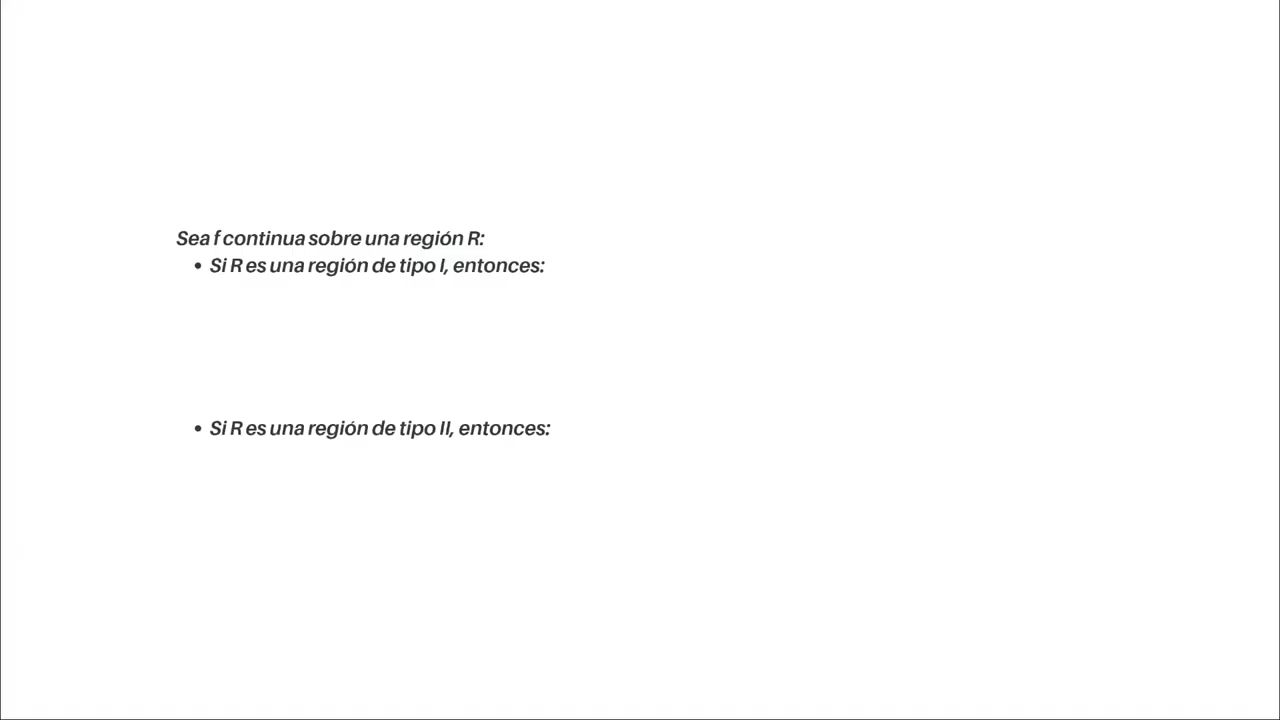 Sea f continua sobre una región R:
• Si R es una región de tipo I, entonces:
• Si R es una región de tipo II, entonces: